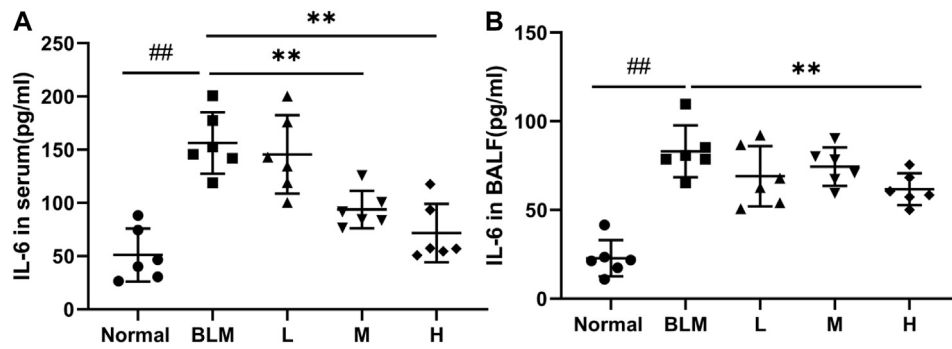 A
**
##
**
IL-6 in serum(pg/ml)
250
200
150
100
50
0
Normal BLM L M H
B
##
**
IL-6 in BALF(pg/ml)
150
100
50
0
Normal BLM L M H